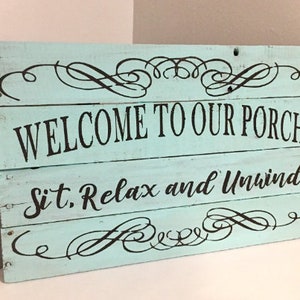 WELCOME TO OUR PORCH
Sit, Relax and Unwind